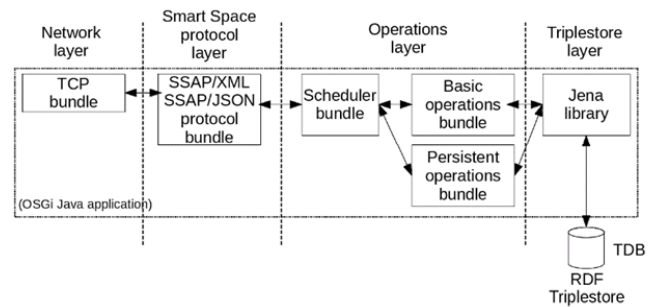 Network
layer
Smart Space
protocol
layer
Operations
layer
Triplestore
layer
TCP
bundle
SSAP/XML
SSAP/JSON
protocol
bundle
Scheduler
bundle
Basic
operations
bundle
Jena
library
Persistent
operations
bundle
(OSGi Java application)
TDB
RDF
Triplestore